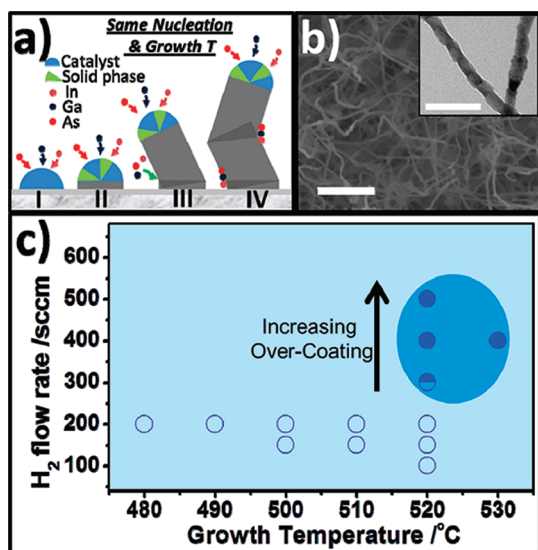 a)
Same Nucleation
& Growth T
Catalyst
Solid phase
In
Ga
As
I
II
III
IV
b)
c)
H2 flow rate /sccm
600
500
400
300
200
100
Increasing
Over-Coating
480 490 500 510 520 530
Growth Temperature /°C